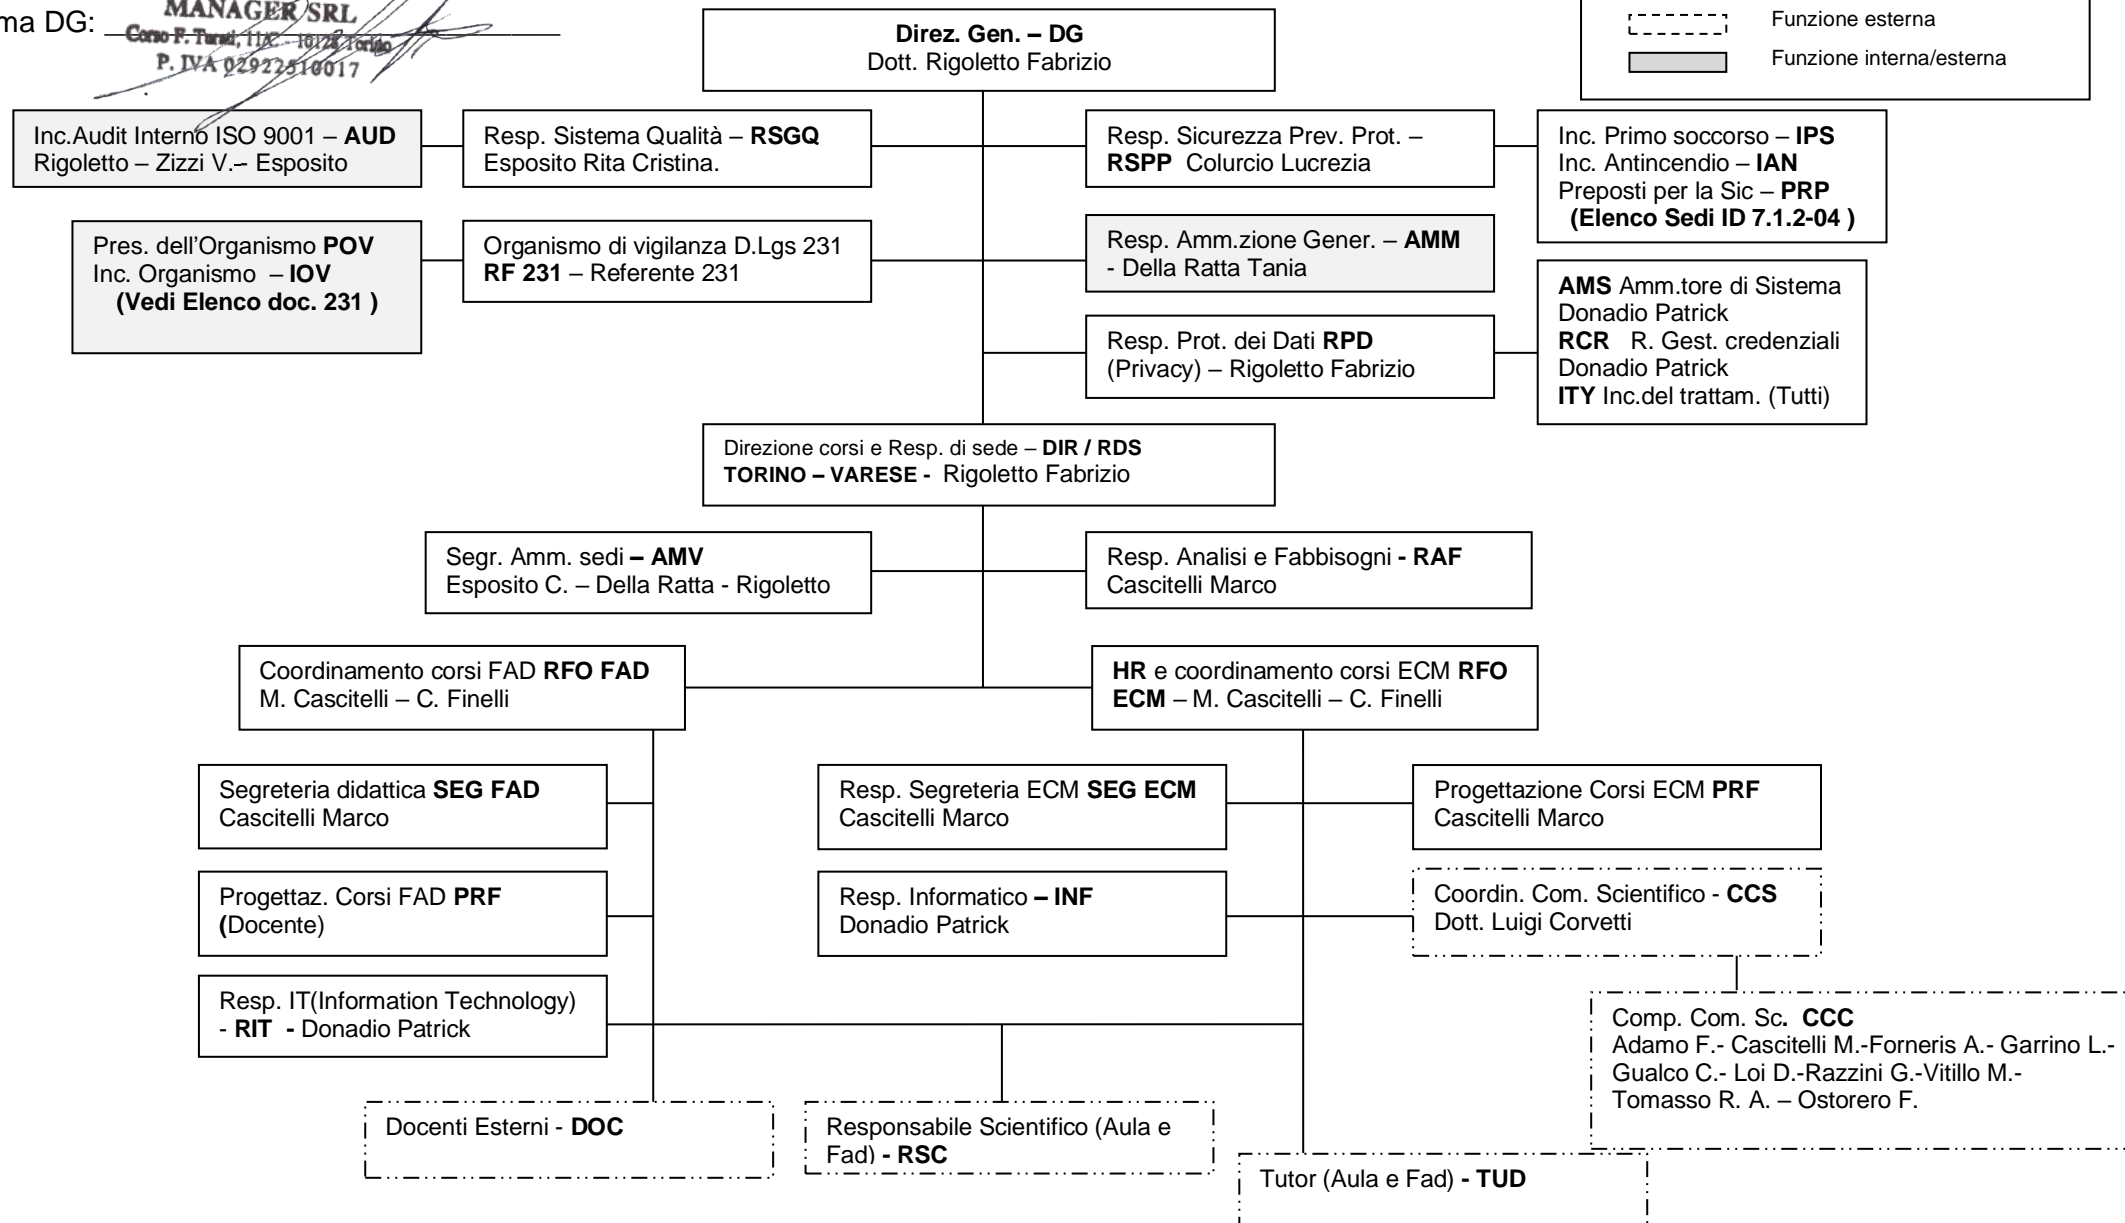 MANAGER SRL
ma DG:
Corso F. Turati, 11/C - 10128 Torino
P. IVA 02922510017
Direz. Gen. – DG
Dott. Rigoletto Fabrizio
Funzione esterna
Funzione interna/esterna
Inc.Audit Interno ISO 9001 – AUD
Rigoletto – Zizzi V.– Esposito
Resp. Sistema Qualità – RSGQ
Esposito Rita Cristina.
Resp. Sicurezza Prev. Prot. –
RSPP Colurcio Lucrezia
Inc. Primo soccorso – IPS
Inc. Antincendio – IAN
Preposti per la Sic – PRP
(Elenco Sedi ID 7.1.2-04 )
Pres. dell’Organismo POV
Inc. Organismo – IOV
(Vedi Elenco doc. 231 )
Organismo di vigilanza D.Lgs 231
RF 231 – Referente 231
Resp. Amm.zione Gener. – AMM
- Della Ratta Tania
AMS Amm.tore di Sistema
Donadio Patrick
RCR R. Gest. credenziali
Donadio Patrick
ITY Inc.del trattam. (Tutti)
Resp. Prot. dei Dati RPD
(Privacy) – Rigoletto Fabrizio
Direzione corsi e Resp. di sede – DIR / RDS
TORINO – VARESE - Rigoletto Fabrizio
Segr. Amm. sedi – AMV
Esposito C. – Della Ratta - Rigoletto
Resp. Analisi e Fabbisogni - RAF
Cascitelli Marco
Coordinamento corsi FAD RFO FAD
M. Cascitelli – C. Finelli
HR e coordinamento corsi ECM RFO
ECM – M. Cascitelli – C. Finelli
Segreteria didattica SEG FAD
Cascitelli Marco
Resp. Segreteria ECM SEG ECM
Cascitelli Marco
Progettazione Corsi ECM PRF
Cascitelli Marco
Progettaz. Corsi FAD PRF
(Docente)
Resp. Informatico – INF
Donadio Patrick
Coordin. Com. Scientifico - CCS
Dott. Luigi Corvetti
Resp. IT(Information Technology)
- RIT - Donadio Patrick
Comp. Com. Sc. CCC
Adamo F.- Cascitelli M.-Forneris A.- Garrino L.-
Gualco C.- Loi D.-Razzini G.-Vitillo M.-
Tomasso R. A. – Ostorero F.
Docenti Esterni - DOC
Responsabile Scientifico (Aula e
Fad) - RSC
Tutor (Aula e Fad) - TUD